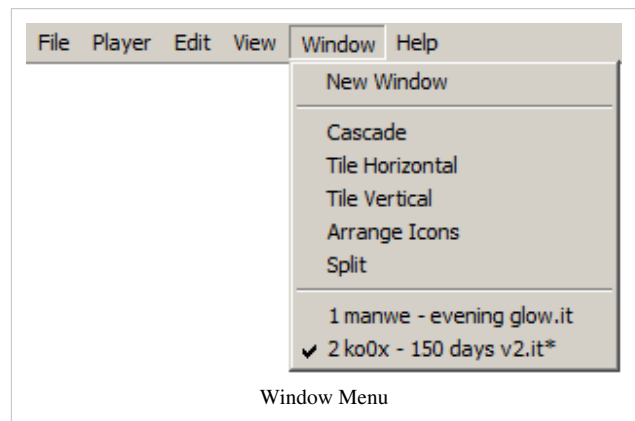 File Player Edit View Window Help
New Window
Cascade
Tile Horizontal
Tile Vertical
Arrange Icons
Split
1 manwe - evening glow.it
2 ko0x - 150 days v2.it*
Window Menu